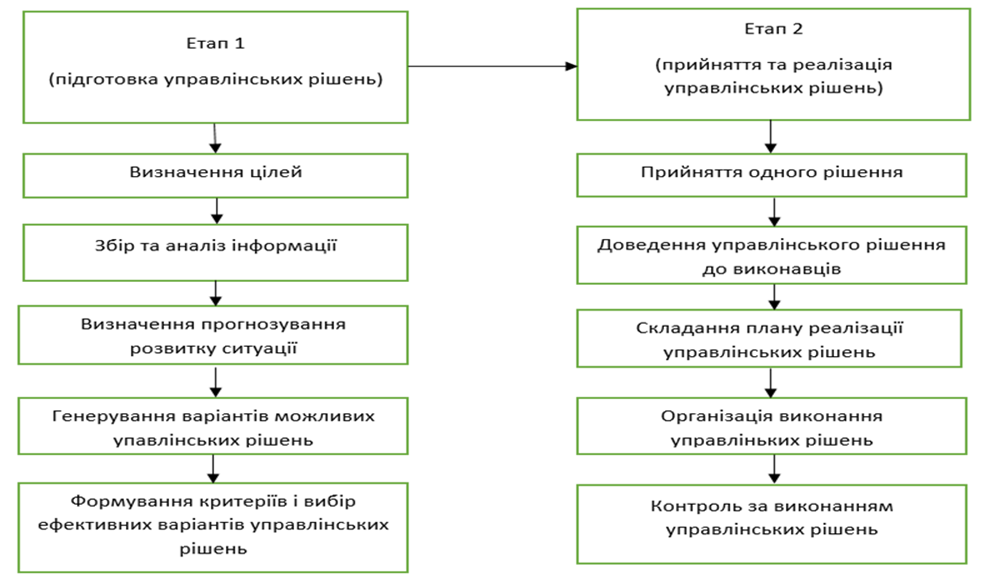 Етап 1
(підготовка управлінських рішень)
Визначення цілей
Збір та аналіз інформації
Визначення прогнозування
розвитку ситуації
Генерування варіантів можливих
упавлінських рішень
Формування критеріїв і вибір
ефективних варіантів управлінських
рішень
Етап 2
(прийняття та реалізація
управлінських рішень)
Прийняття одного рішення
Доведення управлінського рішення
до виконавців
Складання плану реалізації
управлінських рішень
Організація виконання
управліньких рішень
Контроль за виконанням
управлінських рішень